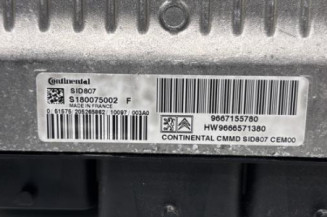 Continental
SID807
S180075002 F
MADE IN FRANCE
9667155780
HW9666571380
CONTINENTAL CMMD SID807 CEM00